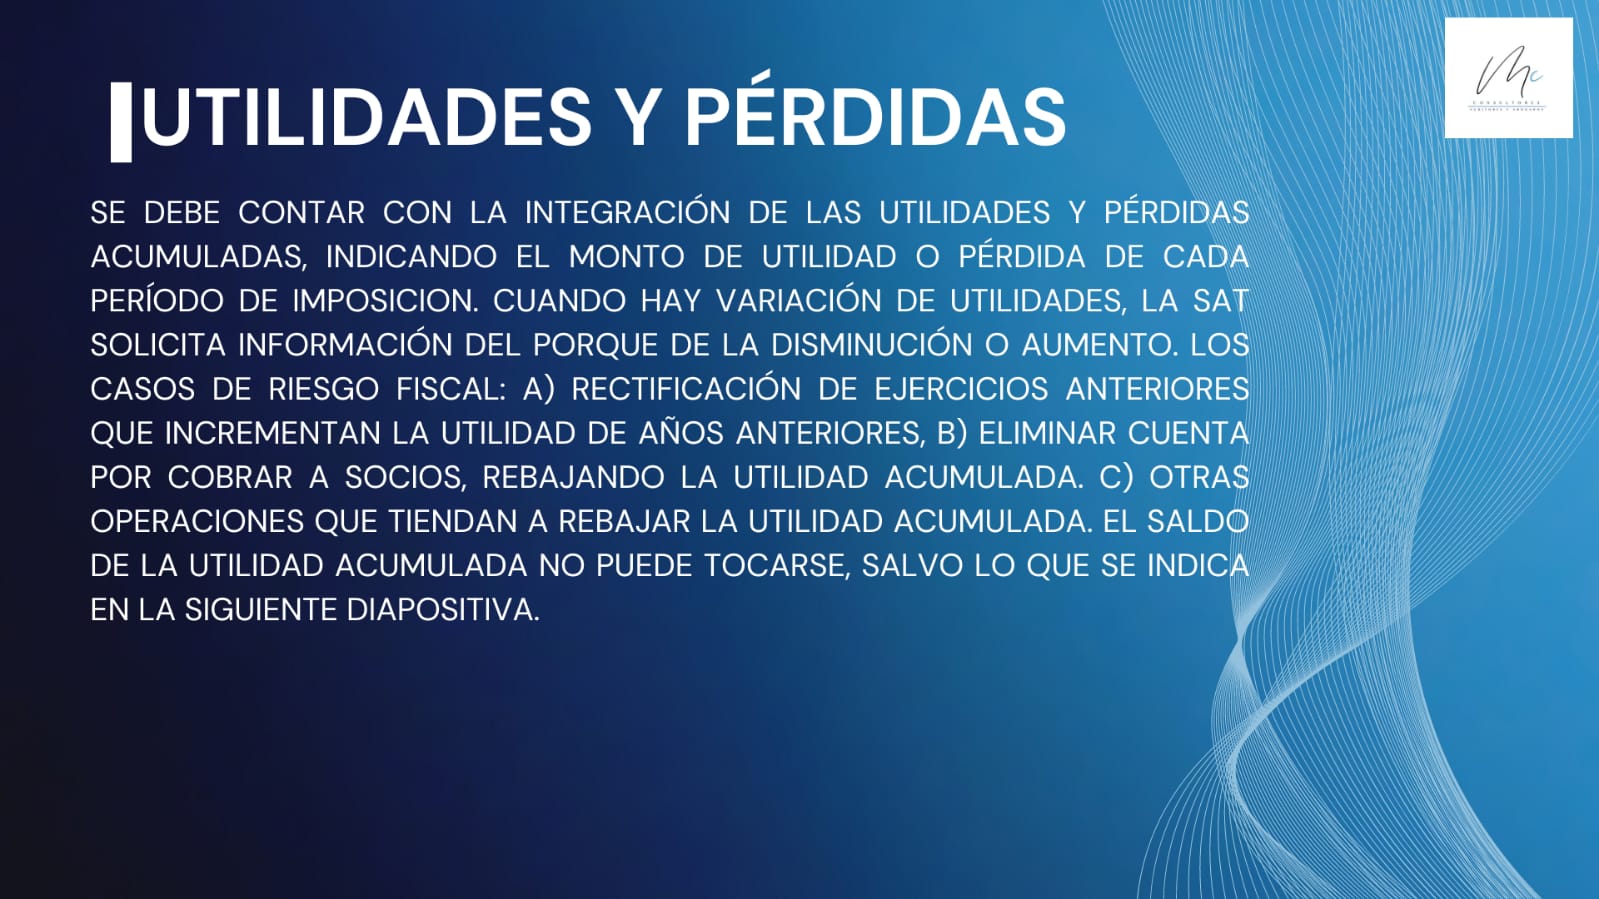 UTILIDADES Y PÉRDIDAS
SE DEBE CONTAR CON LA INTEGRACIÓN DE LAS UTILIDADES Y PÉRDIDAS
ACUMULADAS, INDICANDO EL MONTO DE UTILIDAD O PÉRDIDA DE CADA
PERÍODO DE IMPOSICION. CUANDO HAY VARIACIÓN DE UTILIDADES, LA SAT
SOLICITA INFORMACIÓN DEL PORQUE DE LA DISMINUCIÓN O AUMENTO. LOS
CASOS DE RIESGO FISCAL: A) RECTIFICACIÓN DE EJERCICIOS ANTERIORES
QUE INCREMENTAN LA UTILIDAD DE AÑOS ANTERIORES, B) ELIMINAR CUENTA
POR COBRAR A SOCIOS, REBAJANDO LA UTILIDAD ACUMULADA. C) OTRAS
OPERACIONES QUE TIENDAN A REBAJAR LA UTILIDAD ACUMULADA. EL SALDO
DE LA UTILIDAD ACUMULADA NO PUEDE TOCARSE, SALVO LO QUE SE INDICA
EN LA SIGUIENTE DIAPOSITIVA.
Mc
CONSULTORES
AUDITORES Y ABOGADOS